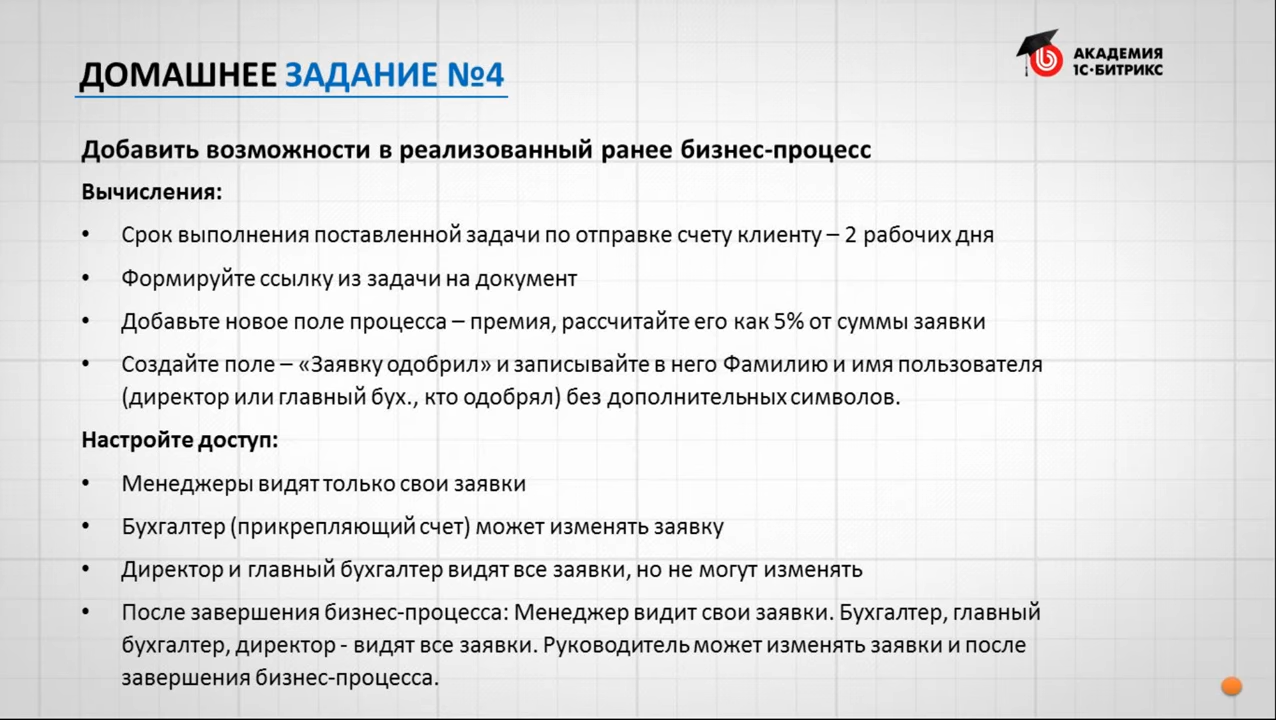 ДОМАШНЕЕ ЗАДАНИЕ №4
АКАДЕМИЯ
1С·БИТРИКС
Добавить возможности в реализованный ранее бизнес-процесс
Вычисления:
• Срок выполнения поставленной задачи по отправке счету клиенту – 2 рабочих дня
• Формируйте ссылку из задачи на документ
• Добавьте новое поле процесса – премия, рассчитайте его как 5% от суммы заявки
• Создайте поле – «Заявку одобрил» и записывайте в него Фамилию и имя пользователя
(директор или главный бух., кто одобрял) без дополнительных символов.
Настройте доступ:
• Менеджеры видят только свои заявки
• Бухгалтер (прикрепляющий счет) может изменять заявку
• Директор и главный бухгалтер видят все заявки, но не могут изменять
• После завершения бизнес-процесса: Менеджер видит свои заявки. Бухгалтер, главный
бухгалтер, директор - видят все заявки. Руководитель может изменять заявки и после
завершения бизнес-процесса.